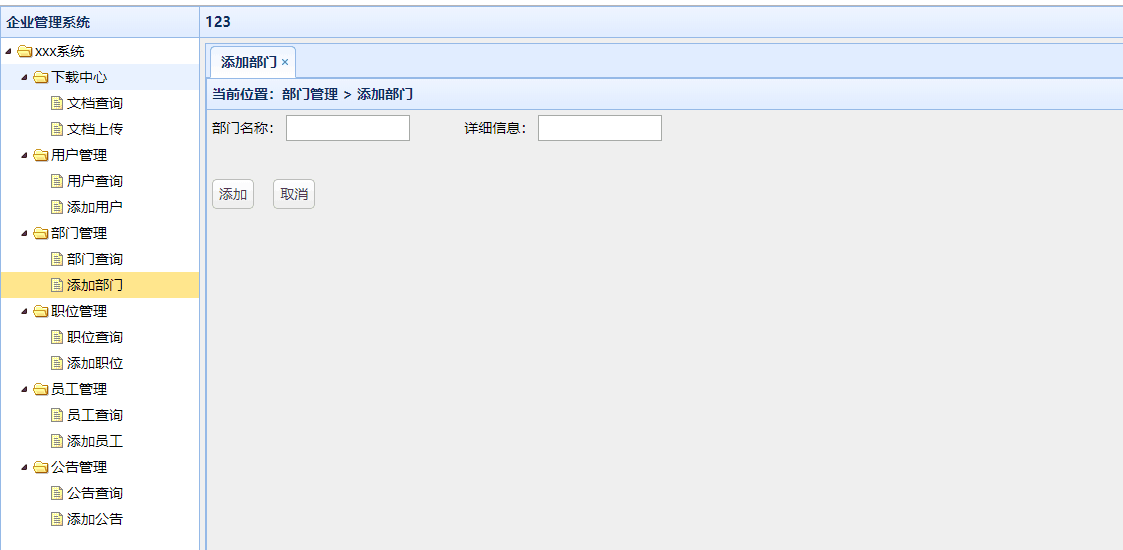 企业管理系统
123
xxx系统
下载中心
文档查询
文档上传
用户管理
用户查询
添加用户
部门管理
部门查询
添加部门
职位管理
职位查询
添加职位
员工管理
员工查询
添加员工
公告管理
公告查询
添加公告
添加部门 ×
当前位置：部门管理 > 添加部门
部门名称： 详细信息：
添加 取消